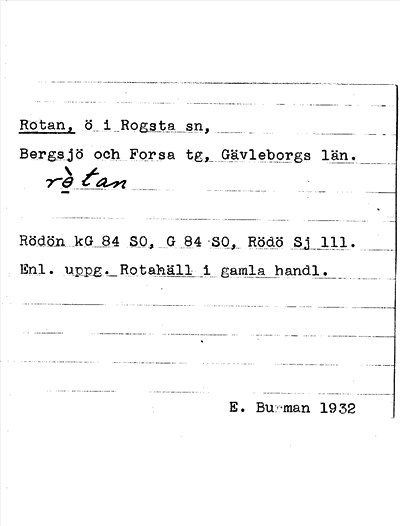 Rotan, ö i Rogsta sn,
Bergsjö och Forsa tg, Gävleborgs län.
rò̱tan
Rödön kG 84 SO, G 84 SO, Rödö Sj 111.
Enl. uppg. Rotahäll i gamla handl.
E. Burman 1932